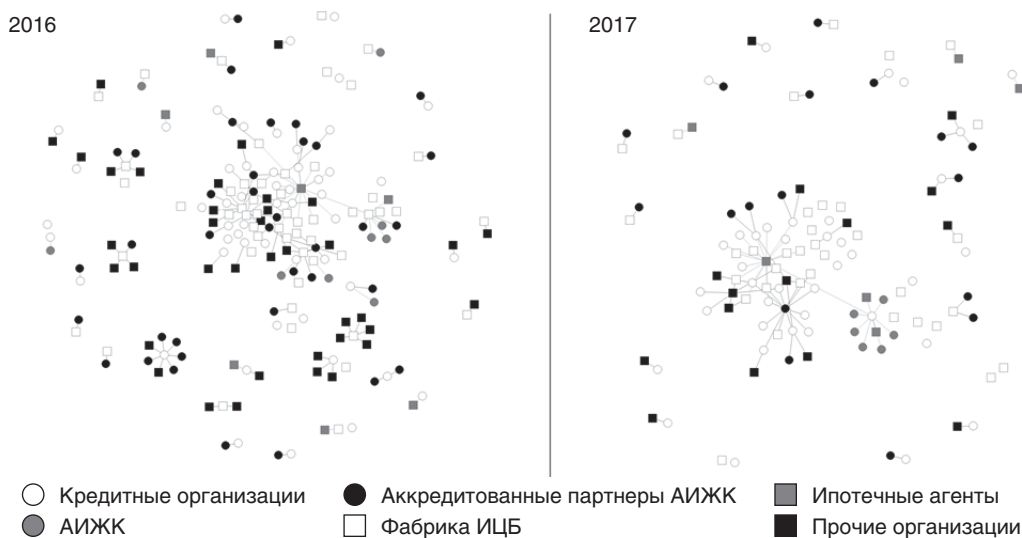 2016
2017
Кредитные организации
Аккредитованные партнеры АИЖК
Ипотечные агенты
АИЖК
Фабрика ИЦБ
Прочие организации